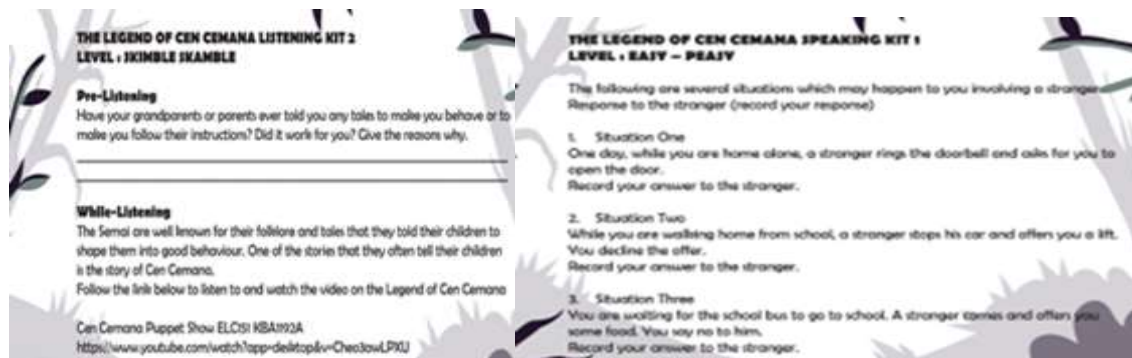 THE LEGEND OF CEN CEMANA LISTENING KIT 2
LEVEL : SKIMBLE SKAMBLE
Pre-Listening
Have your grandparents or parents ever told you any tales to make you behave or to
make you follow their instructions? Did it work for you? Give the reasons why.
While-Listening
The Semai are well known for their folklore and tales that they told their children to
shape them into good behaviour. One of the stories that they often tell their children
is the story of Cen Cemana.
Follow the link below to listen to and watch the video on the Legend of Cen Cemana
Cen Cemana Puppet Show ELC151 KBA1192A
https://www.youtube.com/watch?app=desktop&v=Cheo3awLPXU
THE LEGEND OF CEN CEMANA SPEAKING KIT 1
LEVEL : EASY – PEASY
The following are several situations which may happen to you involving a stranger.
Response to the stranger (record your response)
1. Situation One
One day, while you are home alone, a stranger rings the doorbell and asks for you to
open the door.
Record your answer to the stranger.
2. Situation Two
While you are walking home from school, a stranger stops his car and offers you a lift.
You decline the offer.
Record your answer to the stranger.
3. Situation Three
You are waiting for the school bus to go to school. A stranger comes and offers you
some food. You say no to him.
Record your answer to the stranger.